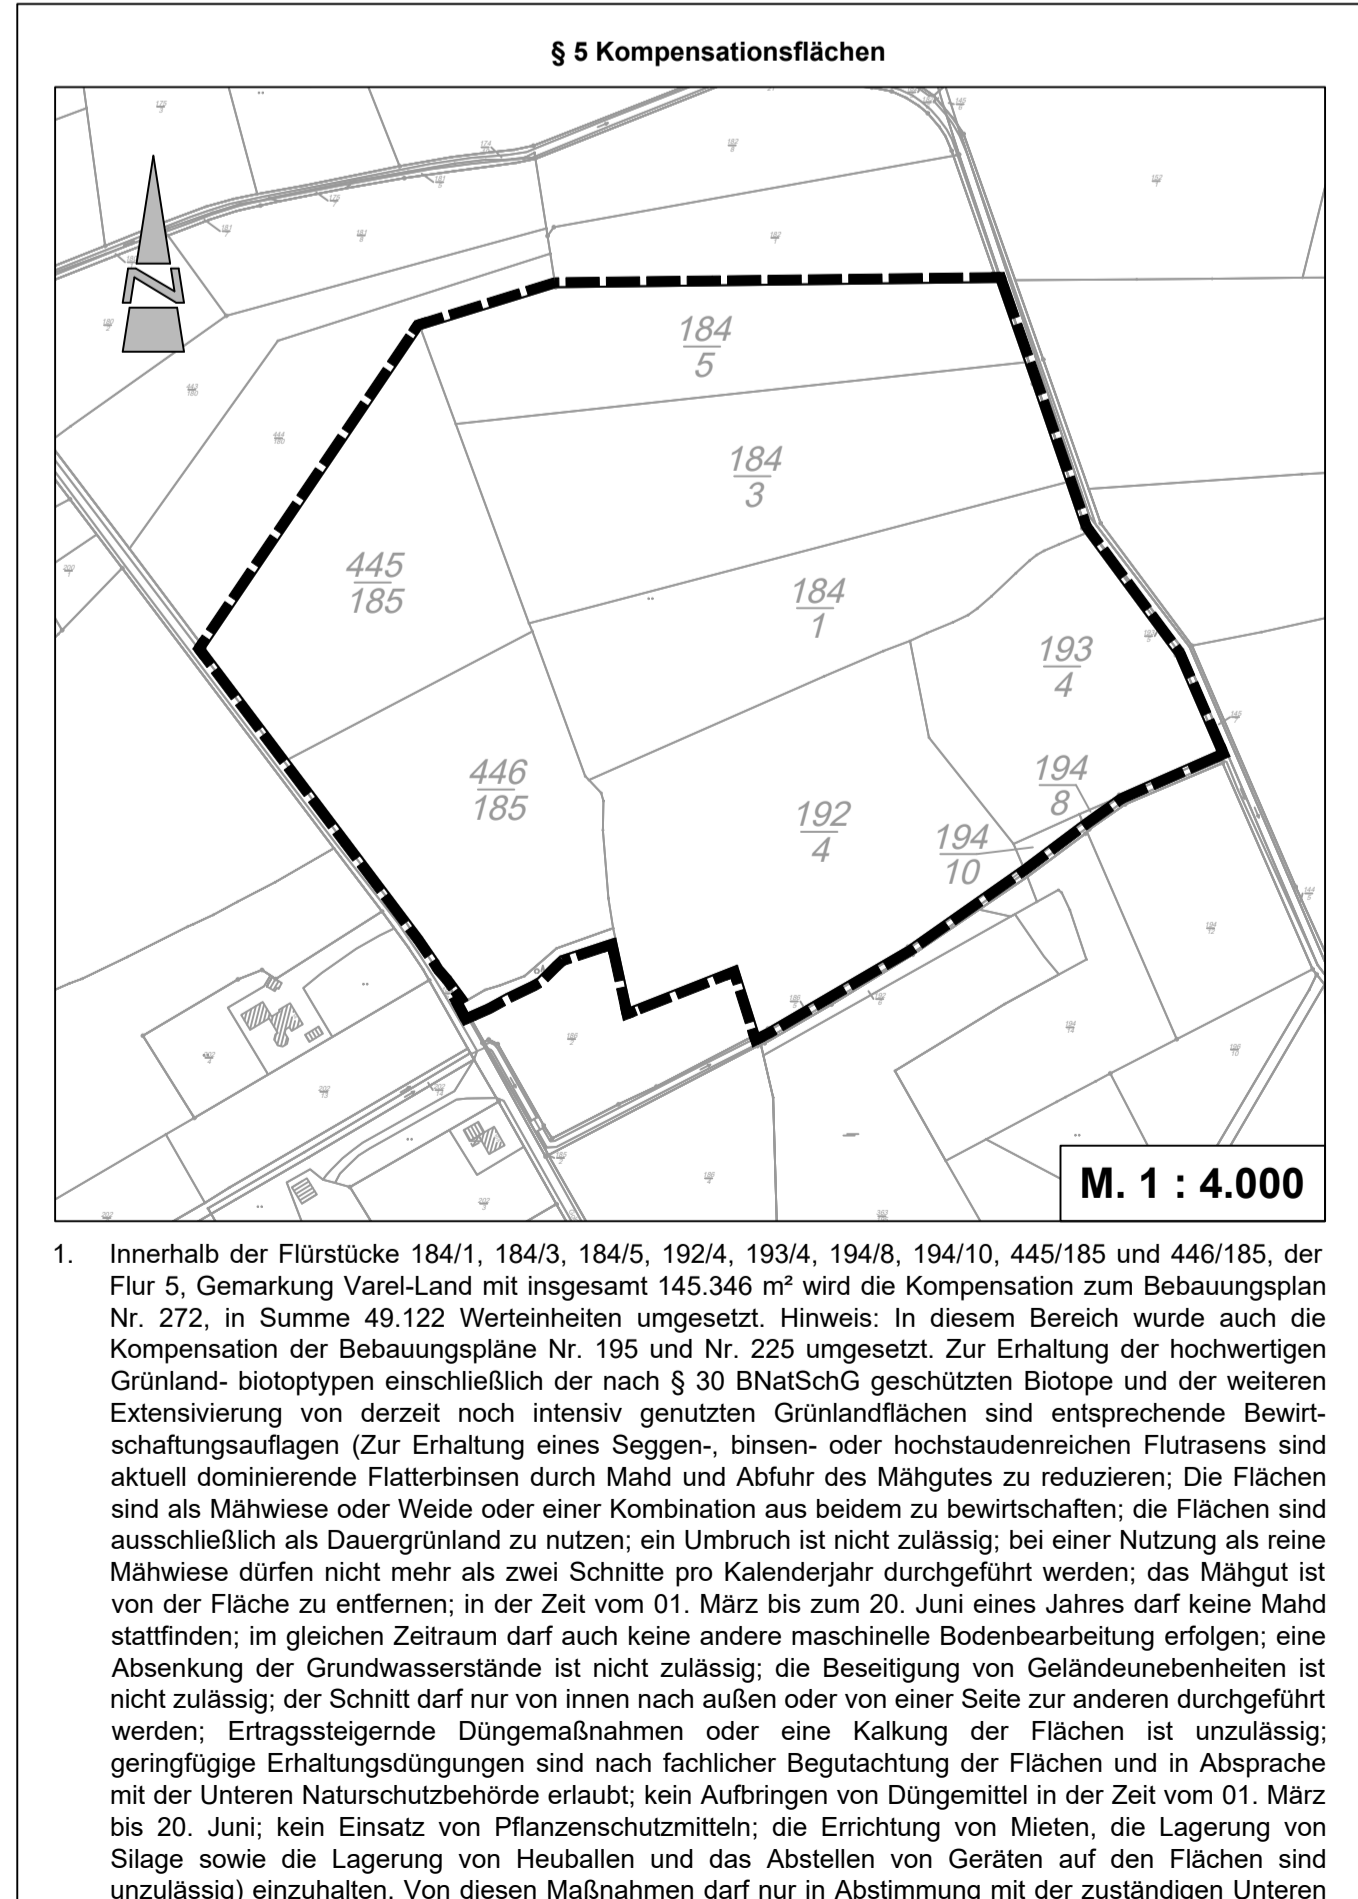 § 5 Kompensationsflächen
N
184
5
184
3
445
185
184
1
193
4
446
185
194
8
192
4
194
10
M. 1 : 4.000
1. Innerhalb der Flürstücke 184/1, 184/3, 184/5, 192/4, 193/4, 194/8, 194/10, 445/185 und 446/185, der
Flur 5, Gemarkung Varel-Land mit insgesamt 145.346 m² wird die Kompensation zum Bebauungsplan
Nr. 272, in Summe 49.122 Werteinheiten umgesetzt. Hinweis: In diesem Bereich wurde auch die
Kompensation der Bebauungspläne Nr. 195 und Nr. 225 umgesetzt. Zur Erhaltung der hochwertigen
Grünland- biotoptypen einschließlich der nach § 30 BNatSchG geschützten Biotope und der weiteren
Extensivierung von derzeit noch intensiv genutzten Grünlandflächen sind entsprechende Bewirt-
schaftungsauflagen (Zur Erhaltung eines Seggen-, binsen- oder hochstaudenreichen Flutrasens sind
aktuell dominierende Flatterbinsen durch Mahd und Abfuhr des Mähgutes zu reduzieren; Die Flächen
sind als Mähwiese oder Weide oder einer Kombination aus beidem zu bewirtschaften; die Flächen sind
ausschließlich als Dauergrünland zu nutzen; ein Umbruch ist nicht zulässig; bei einer Nutzung als reine
Mähwiese dürfen nicht mehr als zwei Schnitte pro Kalenderjahr durchgeführt werden; das Mähgut ist
von der Fläche zu entfernen; in der Zeit vom 01. März bis zum 20. Juni eines Jahres darf keine Mahd
stattfinden; im gleichen Zeitraum darf auch keine andere maschinelle Bodenbearbeitung erfolgen; eine
Absenkung der Grundwasserstände ist nicht zulässig; die Beseitigung von Geländeunebenheiten ist
nicht zulässig; der Schnitt darf nur von innen nach außen oder von einer Seite zur anderen durchgeführt
werden; Ertragssteigernde Düngemaßnahmen oder eine Kalkung der Flächen ist unzulässig;
geringfügige Erhaltungsdüngungen sind nach fachlicher Begutachtung der Flächen und in Absprache
mit der Unteren Naturschutzbehörde erlaubt; kein Aufbringen von Düngemittel in der Zeit vom 01. März
bis 20. Juni; kein Einsatz von Pflanzenschutzmitteln; die Errichtung von Mieten, die Lagerung von
Silage sowie die Lagerung von Heuballen und das Abstellen von Geräten auf den Flächen sind
unzulässig) einzuhalten. Von diesen Maßnahmen darf nur in Abstimmung mit der zuständigen Unteren